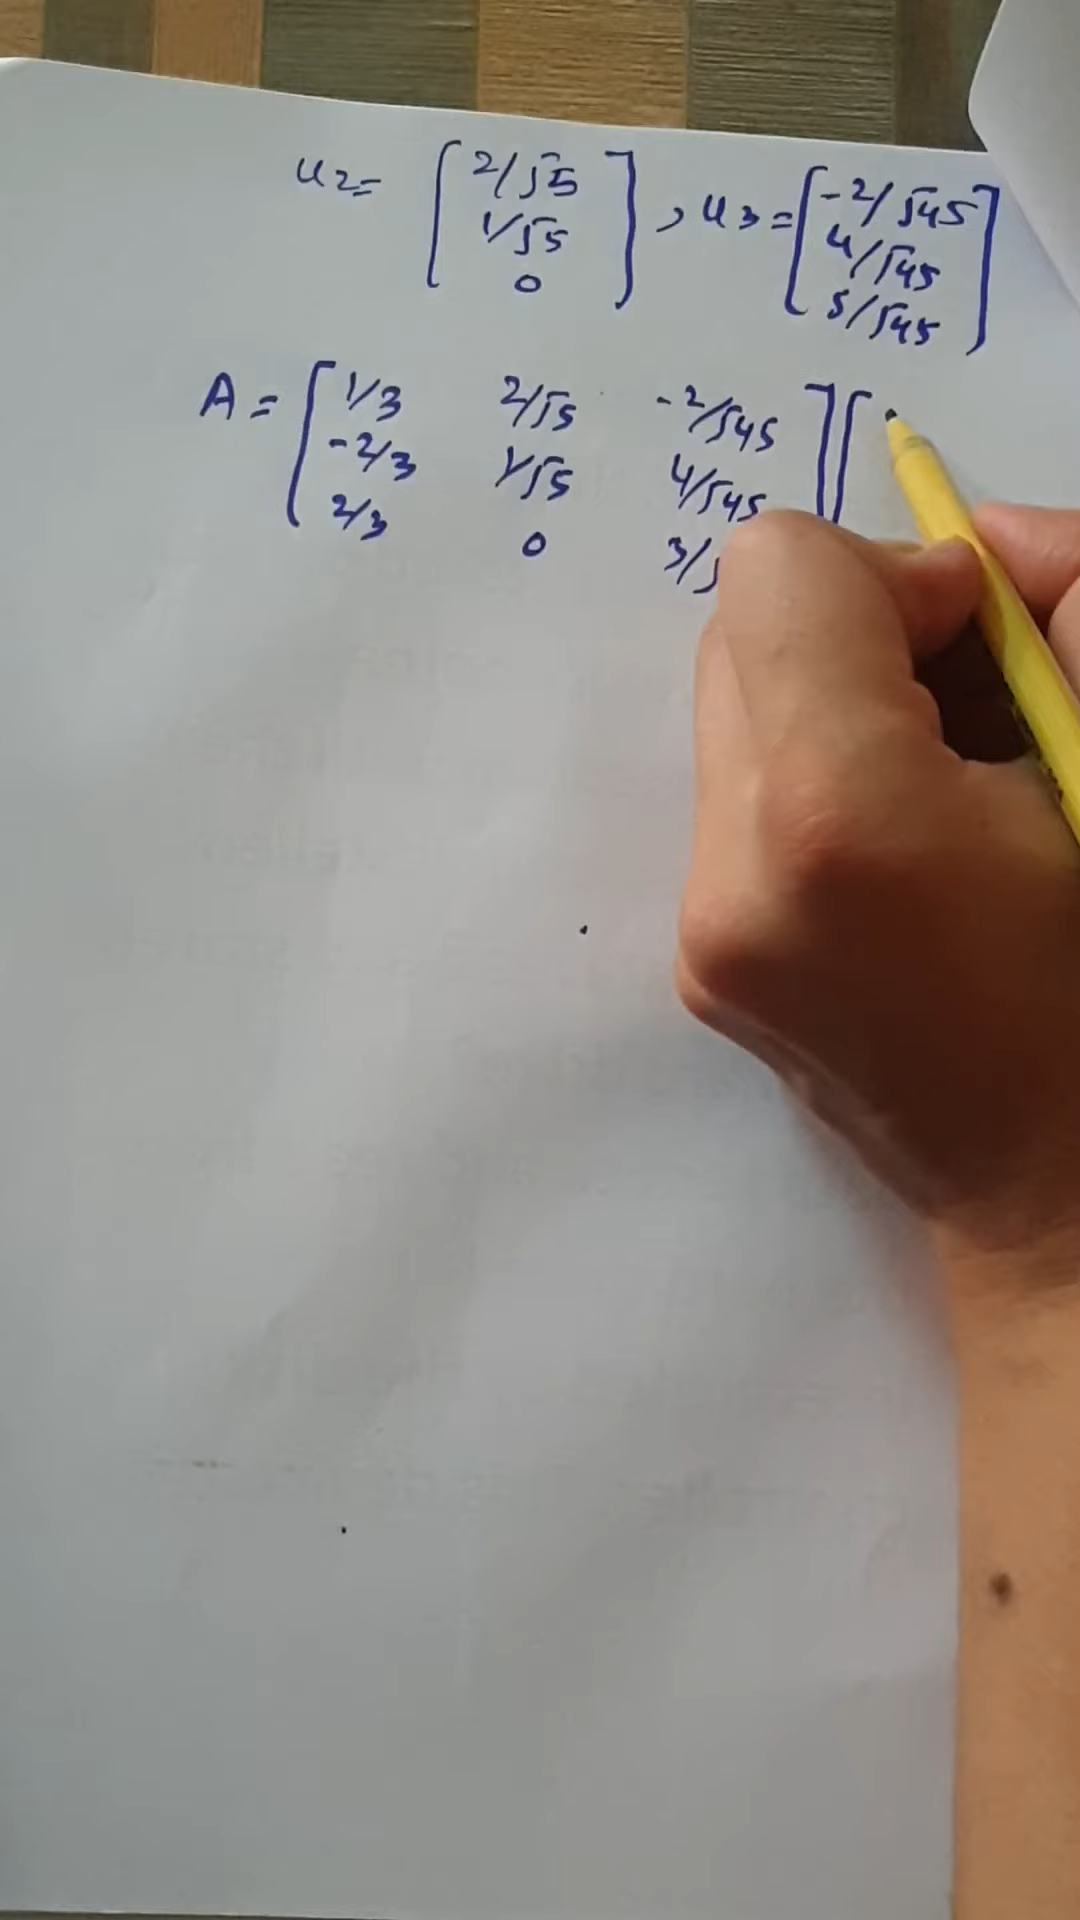 u2= [ 2/√5 1/√5 0 ] , u3 = [ -2/√45 4/√45 5/√45 ]
A = [ 1/3 2/√5 -2/√45 ] [
-2/3 1/√5 4/√45
2/3 0 3/√